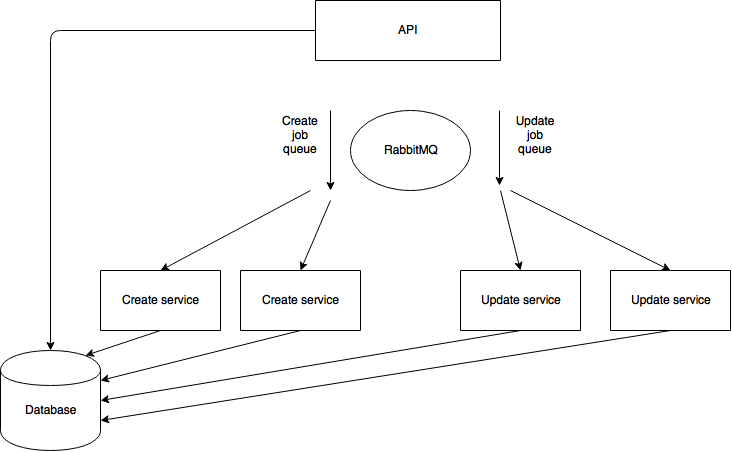 API
Create
job
queue
RabbitMQ
Update
job
queue
Create service
Create service
Update service
Update service
Database